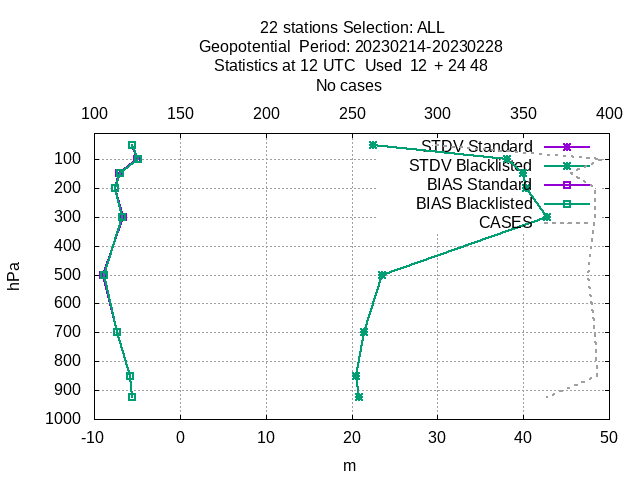 22 stations Selection: ALL
Geopotential  Period: 20230214-20230228
Statistics at 12 UTC  Used  12  + 24 48
No cases
100 150 200 250 300 350 400
STDV Standard
100
STDV Blacklisted
BIAS Standard
200
BIAS Blacklisted
300
CASES
400
hPa
500
600
700
800
900
1000
-10 0 10 20 30 40 50
m